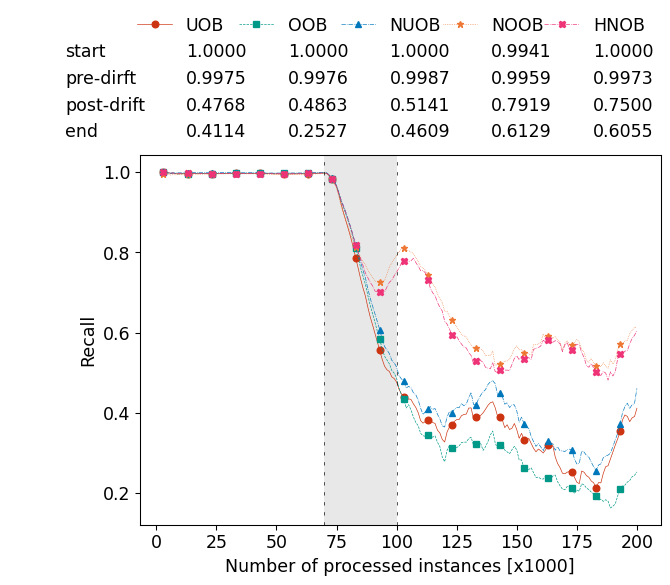 UOB OOB NUOB NOOB HNOB
start 1.0000 1.0000 1.0000 0.9941 1.0000
pre-dirft 0.9975 0.9976 0.9987 0.9959 0.9973
post-drift 0.4768 0.4863 0.5141 0.7919 0.7500
end 0.4114 0.2527 0.4609 0.6129 0.6055
1.0
0.8
0.6
0.4
0.2
Recall
0 25 50 75 100 125 150 175 200
Number of processed instances [x1000]